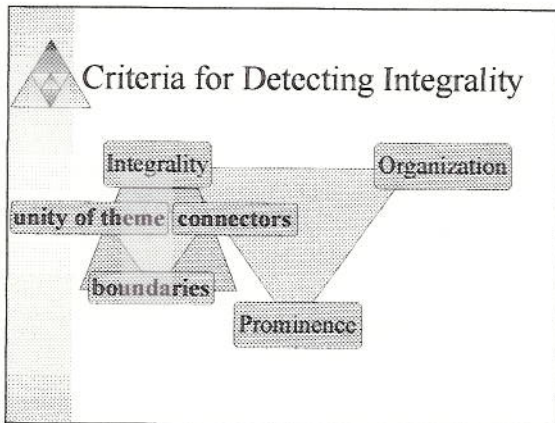 Criteria for Detecting Integrality
Integrality
Organization
unity of theme
connectors
boundaries
Prominence